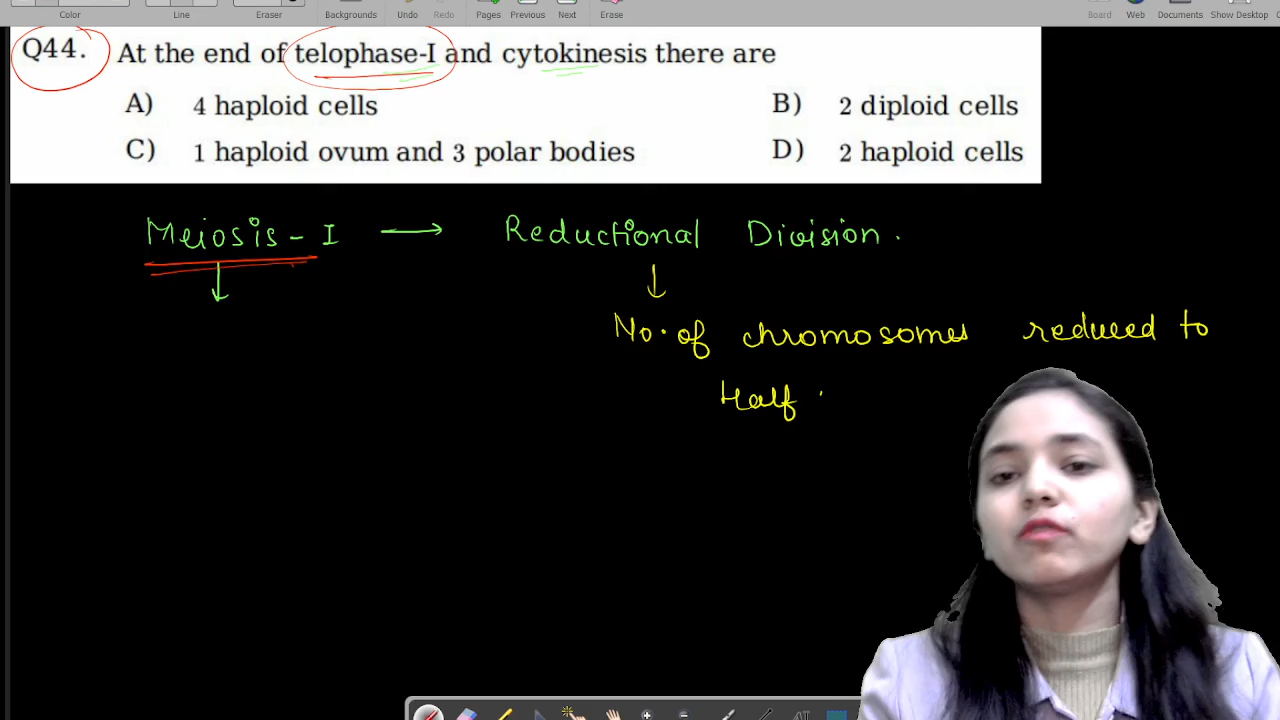 Color Line Eraser Backgrounds Undo Redo Pages Previous Next Erase Board Web Documents Show Desktop
Q44. At the end of telophase-I and cytokinesis there are
A) 4 haploid cells B) 2 diploid cells
C) 1 haploid ovum and 3 polar bodies D) 2 haploid cells
Meiosis - I → Reductional Division.
↓ ↓
No. of chromosomes reduced to
Half.